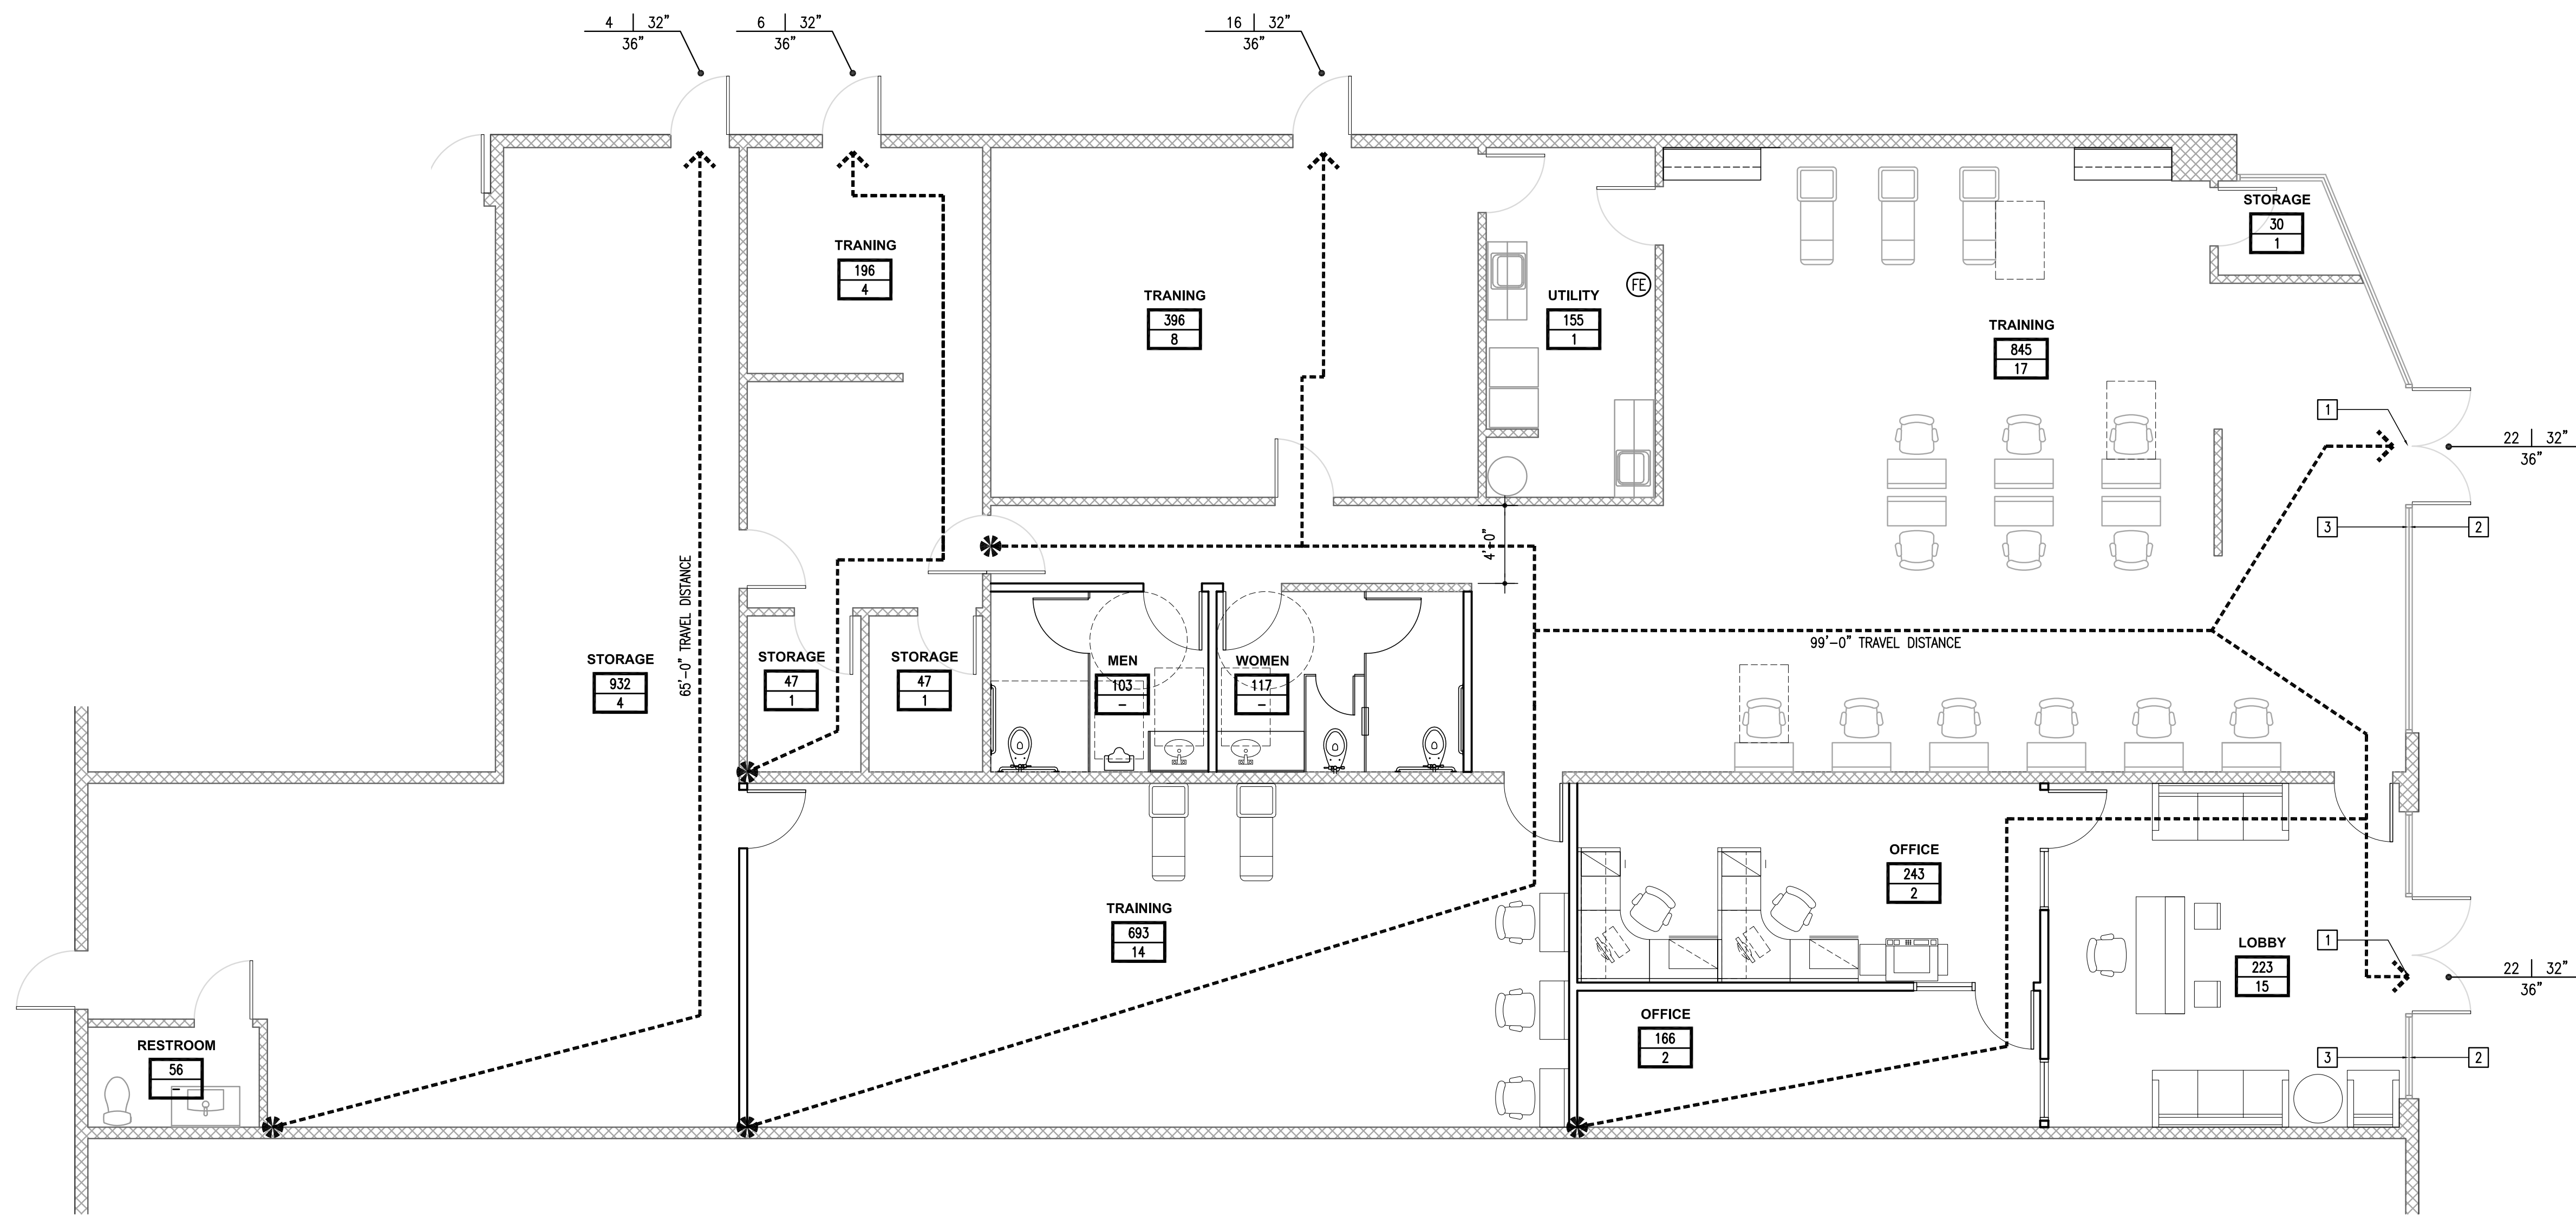 4 | 32"
36"
6 | 32"
36"
16 | 32"
36"
STORAGE
30
1
TRANING
196
4
TRANING
396
8
UTILITY
155
1
FE
TRAINING
845
17
1
22 | 32"
36"
3
2
4'-0"
65'-0" TRAVEL DISTANCE
99'-0" TRAVEL DISTANCE
STORAGE
932
4
STORAGE
47
1
STORAGE
47
1
MEN
103
-
WOMEN
117
-
OFFICE
243
2
TRAINING
693
14
LOBBY
223
15
1
22 | 32"
36"
OFFICE
166
2
RESTROOM
56
-
3
2